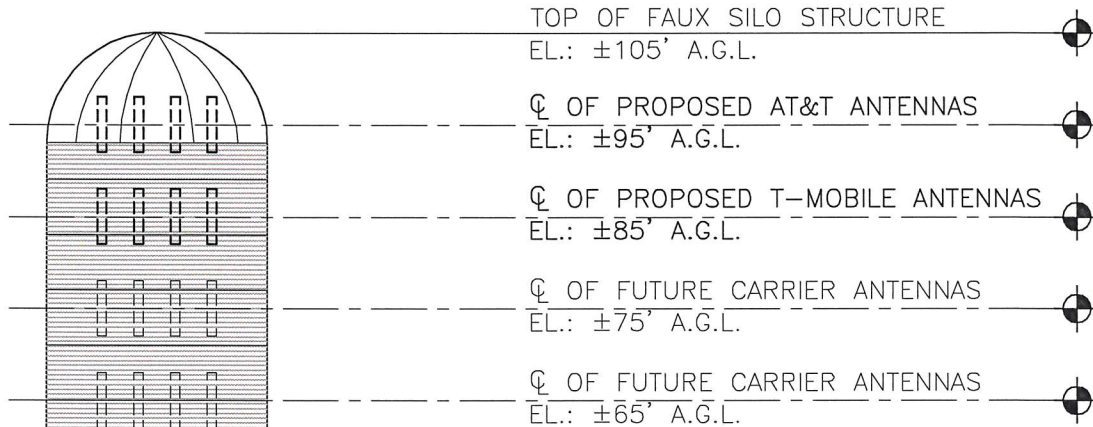 TOP OF FAUX SILO STRUCTURE
EL.: ±105' A.G.L.
℄ OF PROPOSED AT&T ANTENNAS
EL.: ±95' A.G.L.
℄ OF PROPOSED T-MOBILE ANTENNAS
EL.: ±85' A.G.L.
℄ OF FUTURE CARRIER ANTENNAS
EL.: ±75' A.G.L.
℄ OF FUTURE CARRIER ANTENNAS
EL.: ±65' A.G.L.